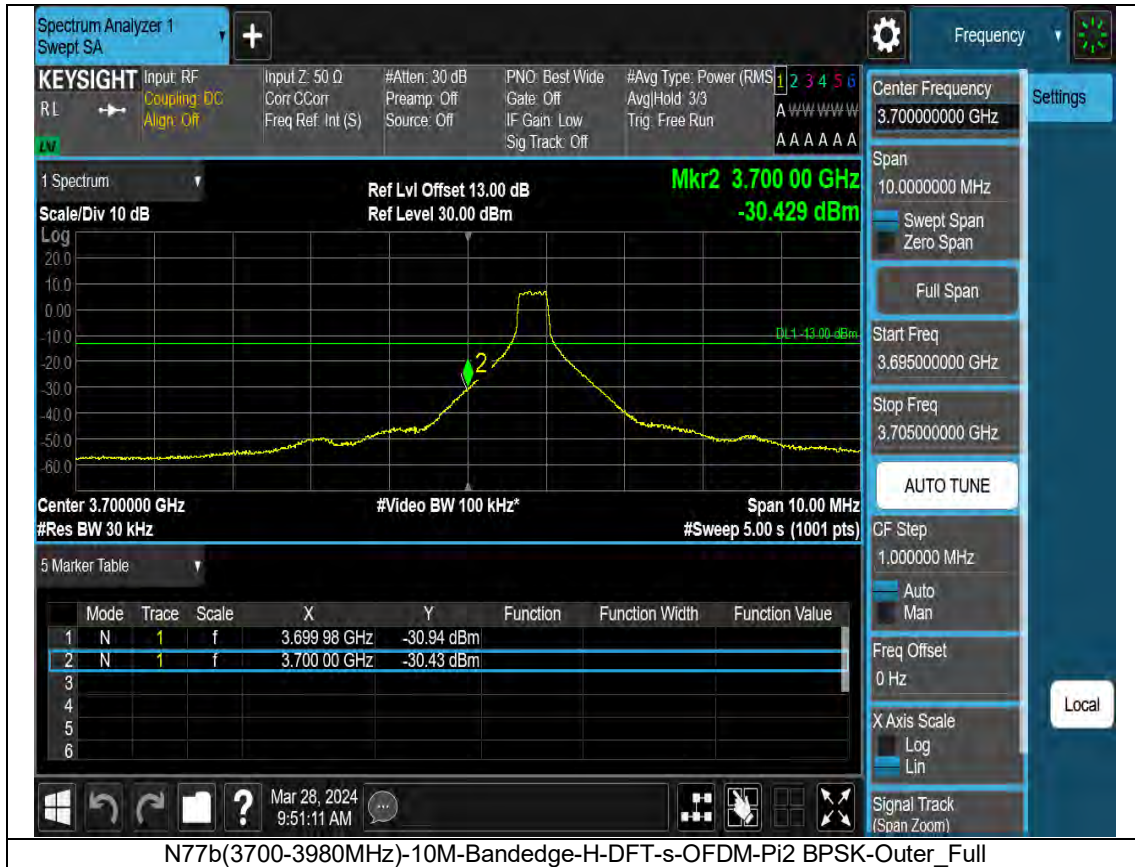 Spectrum Analyzer 1
Swept SA
Frequency
KEYSIGHT
RL
Input: RF
Coupling: DC
Align: Off
Input Z: 50 Ω
Corr CCorr
Freq Ref: Int (S)
#Atten: 30 dB
Preamp: Off
Source: Off
PNO: Best Wide
Gate: Off
IF Gain: Low
Sig Track: Off
#Avg Type: Power (RMS
Avg|Hold: 3/3
Trig: Free Run
1 2 3 4 5 6
A W W W W W
A A A A A A
1 Spectrum
Scale/Div 10 dB
Ref Lvl Offset 13.00 dB
Ref Level 30.00 dBm
Mkr2 3.700 00 GHz
-30.429 dBm
Log
20.0
10.0
0.00
-10.0
-20.0
-30.0
-40.0
-50.0
-60.0
DL1 -13.00 dBm
2
Center 3.700000 GHz
#Video BW 100 kHz*
Span 10.00 MHz
#Res BW 30 kHz
#Sweep 5.00 s (1001 pts)
5 Marker Table
Mode Trace Scale X Y Function Function Width Function Value
1 N 1 f 3.699 98 GHz -30.94 dBm
2 N 1 f 3.700 00 GHz -30.43 dBm
3
4
5
6
Center Frequency
3.700000000 GHz
Settings
Span
10.0000000 MHz
Swept Span
Zero Span
Full Span
Start Freq
3.695000000 GHz
Stop Freq
3.705000000 GHz
AUTO TUNE
CF Step
1.000000 MHz
Auto
Man
Freq Offset
0 Hz
X Axis Scale
Log
Lin
Local
Signal Track
(Span Zoom)
?
Mar 28, 2024
9:51:11 AM
N77b(3700-3980MHz)-10M-Bandedge-H-DFT-s-OFDM-Pi2 BPSK-Outer_Full